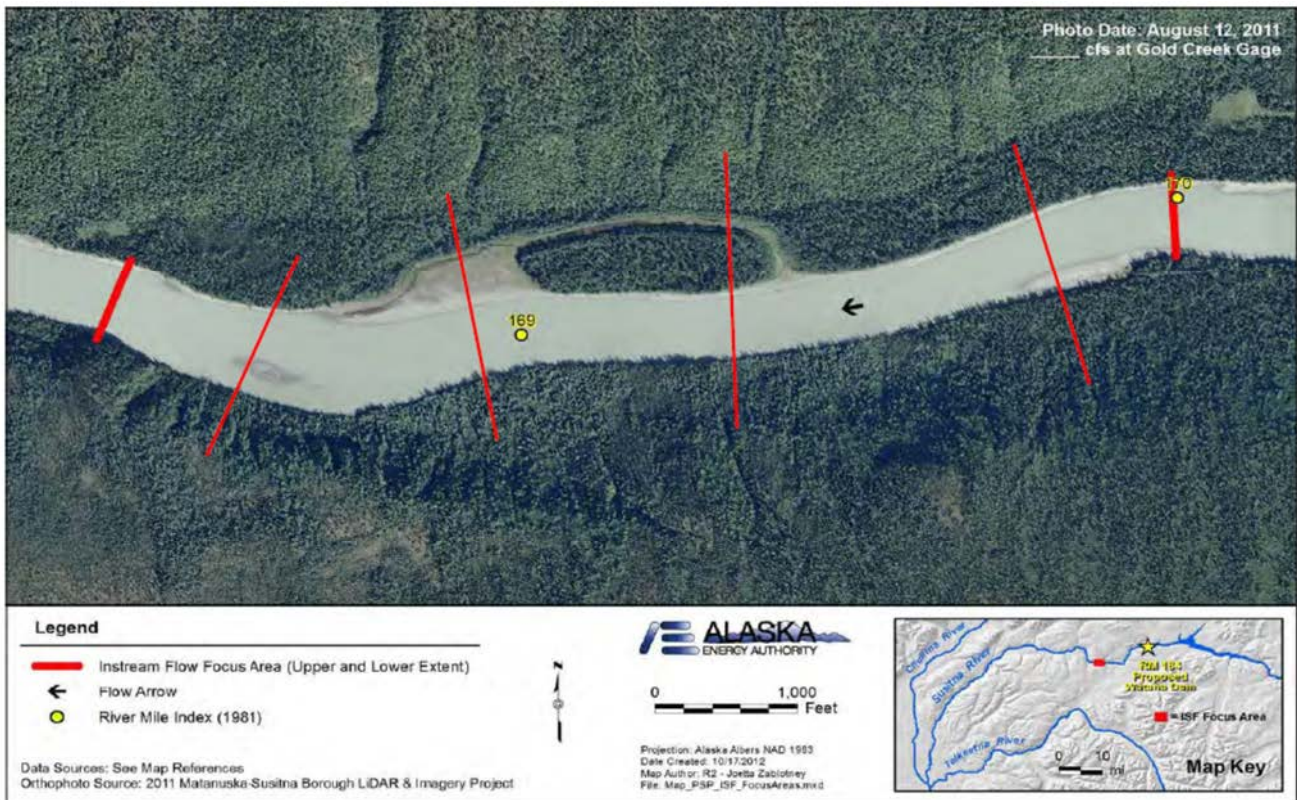 Photo Date: August 12, 2011
____ cfs at Gold Creek Gage
170
169
Legend
Instream Flow Focus Area (Upper and Lower Extent)
Flow Arrow
River Mile Index (1981)
Data Sources: See Map References
Orthophoto Source: 2011 Matanuska-Susitna Borough LiDAR & Imagery Project
N
ALASKA
ENERGY AUTHORITY
0 1,000
Feet
Projection: Alaska Albers NAD 1983
Date Created: 10/17/2012
Map Author: R2 - Joetta Zablotney
File: Map_PSP_ISF_FocusAreas.mxd
Chulitna River
Susitna River
Talkeetna River
RM 184
Proposed
Watana Dam
= ISF Focus Area
0 10
mi
Map Key